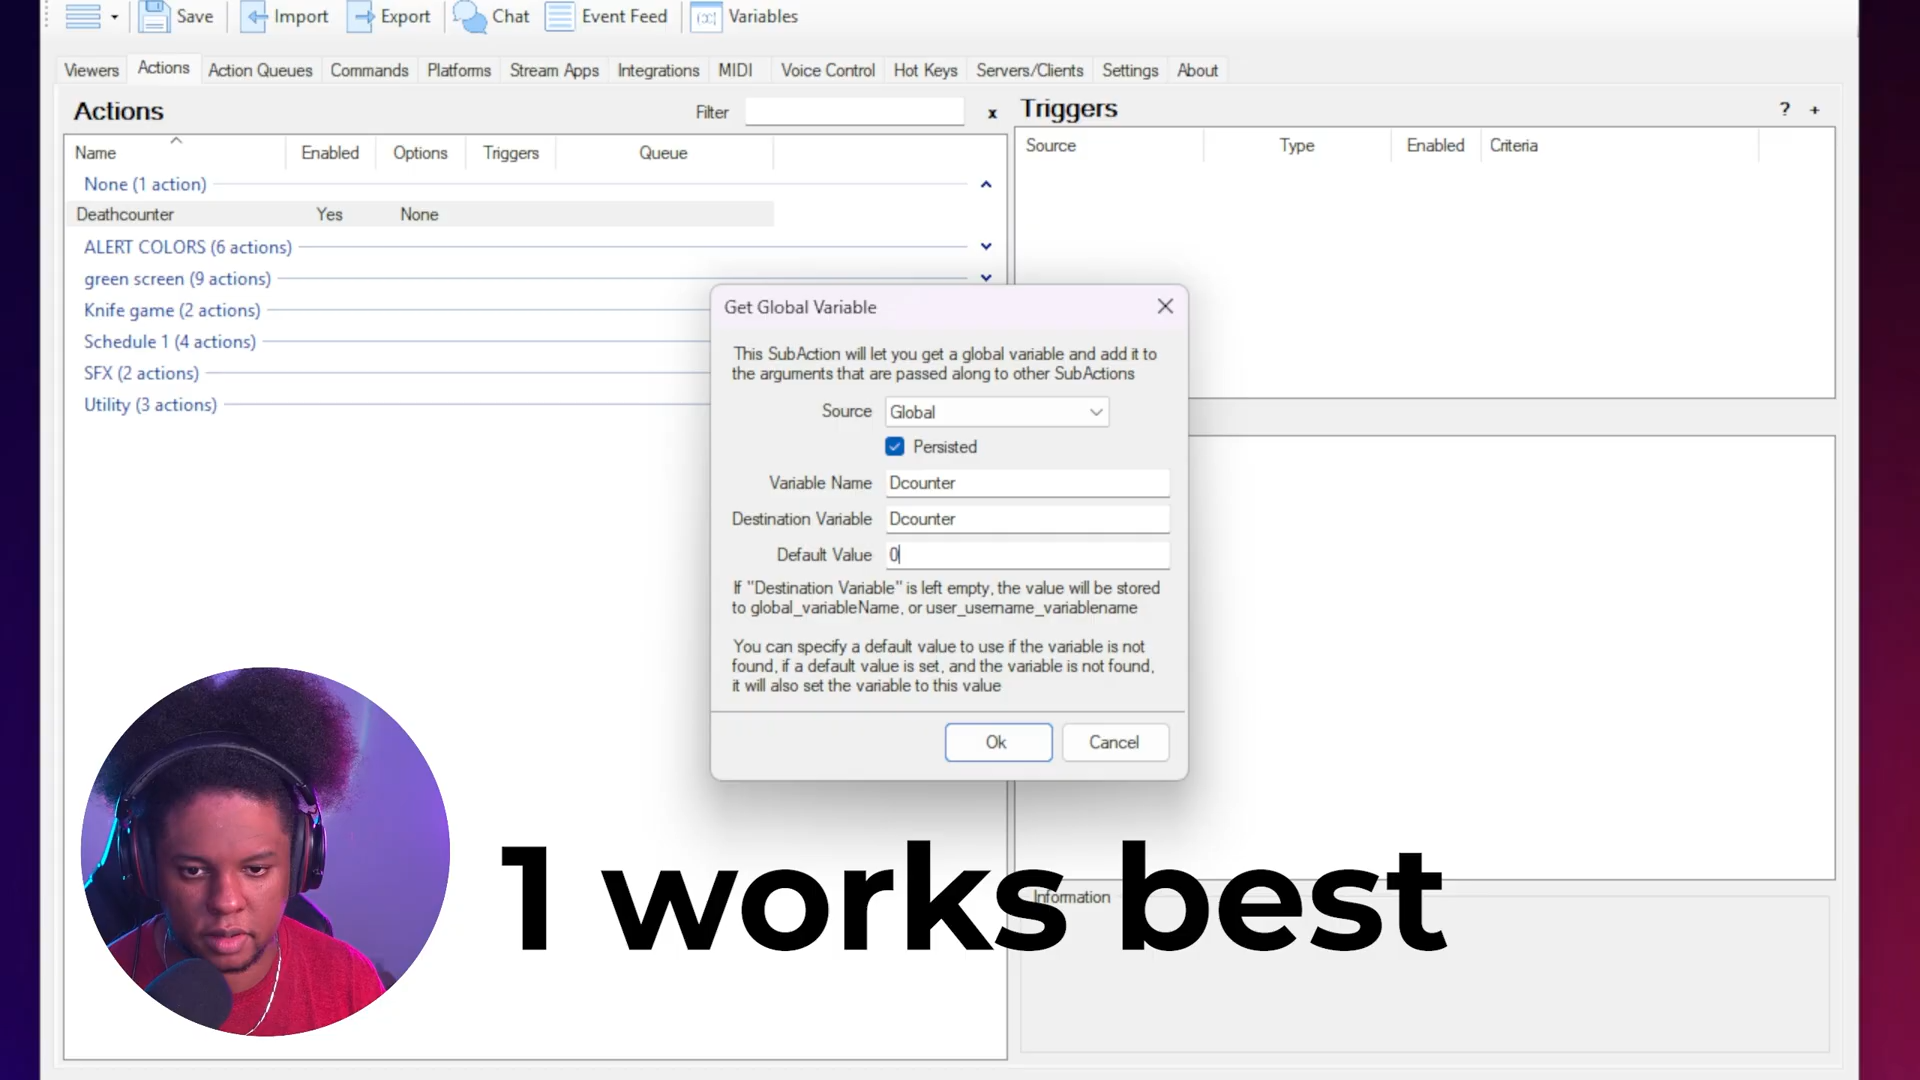 Save Import Export Chat Event Feed Variables
Viewers Actions Action Queues Commands Platforms Stream Apps Integrations MIDI Voice Control Hot Keys Servers/Clients Settings About
Actions Filter x
Name Enabled Options Triggers Queue
None (1 action)
Deathcounter Yes None
ALERT COLORS (6 actions)
green screen (9 actions)
Knife game (2 actions)
Schedule 1 (4 actions)
SFX (2 actions)
Utility (3 actions)
Triggers ? +
Source Type Enabled Criteria
Get Global Variable
This SubAction will let you get a global variable and add it to
the arguments that are passed along to other SubActions
Source Global
Persisted
Variable Name Dcounter
Destination Variable Dcounter
Default Value 0
If "Destination Variable" is left empty, the value will be stored
to global_variableName, or user_username_variablename
You can specify a default value to use if the variable is not
found, if a default value is set, and the variable is not found,
it will also set the variable to this value
Ok Cancel
Information
1 works best